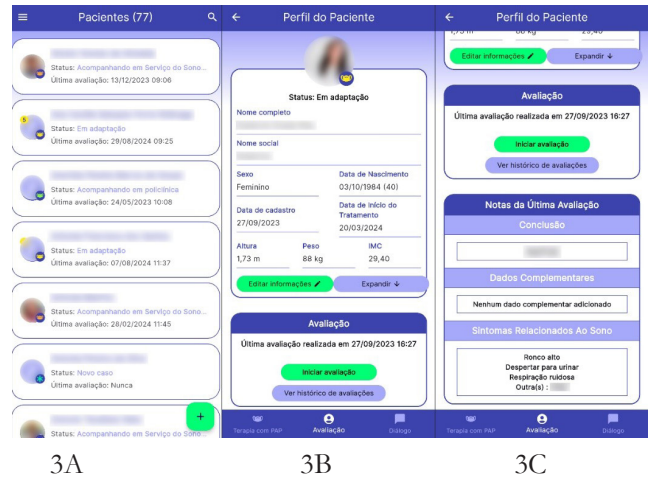 Pacientes (77)
Status: Acompanhando em Serviço do Sono...
Última avaliação: 13/12/2023 09:06
Status: Em adaptação
Última avaliação: 29/08/2024 09:25
Status: Acompanhando em policlínica
Última avaliação: 24/05/2023 10:08
Status: Em adaptação
Última avaliação: 07/08/2024 11:37
Status: Acompanhando em Serviço do Sono...
Última avaliação: 28/02/2024 11:45
Status: Novo caso
Última avaliação: Nunca
Status: Acompanhando em Serviço do Sono...
+
3A
Perfil do Paciente
Status: Em adaptação
Nome completo
Nome social
Sexo
Feminino
Data de Nascimento
03/10/1984 (40)
Data de cadastro
27/09/2023
Data de Início do
Tratamento
20/03/2024
Altura
1,73 m
Peso
88 kg
IMC
29,40
Editar informações
Expandir ↓
Avaliação
Última avaliação realizada em 27/09/2023 16:27
Iniciar avaliação
Ver histórico de avaliações
Terapia com PAP
Avaliação
Diálogo
3B
Perfil do Paciente
1,73 m
88 kg
29,40
Editar informações
Expandir ↓
Avaliação
Última avaliação realizada em 27/09/2023 16:27
Iniciar avaliação
Ver histórico de avaliações
Notas da Última Avaliação
Conclusão
Dados Complementares
Nenhum dado complementar adicionado
Sintomas Relacionados Ao Sono
Ronco alto
Despertar para urinar
Respiração ruidosa
Outra(s) :
Terapia com PAP
Avaliação
Diálogo
3C